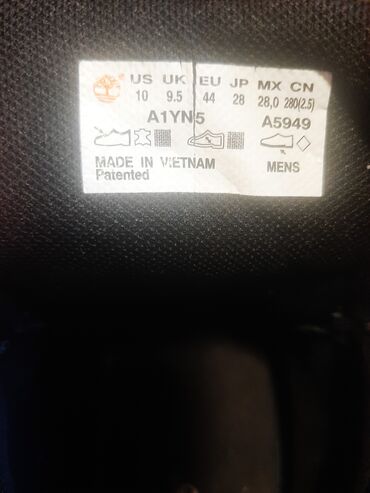 US UK EU JP MX CN
10 9.5 44 28 28,0 280(2.5)
A1YN5 A5949
MADE IN VIETNAM MENS
Patented